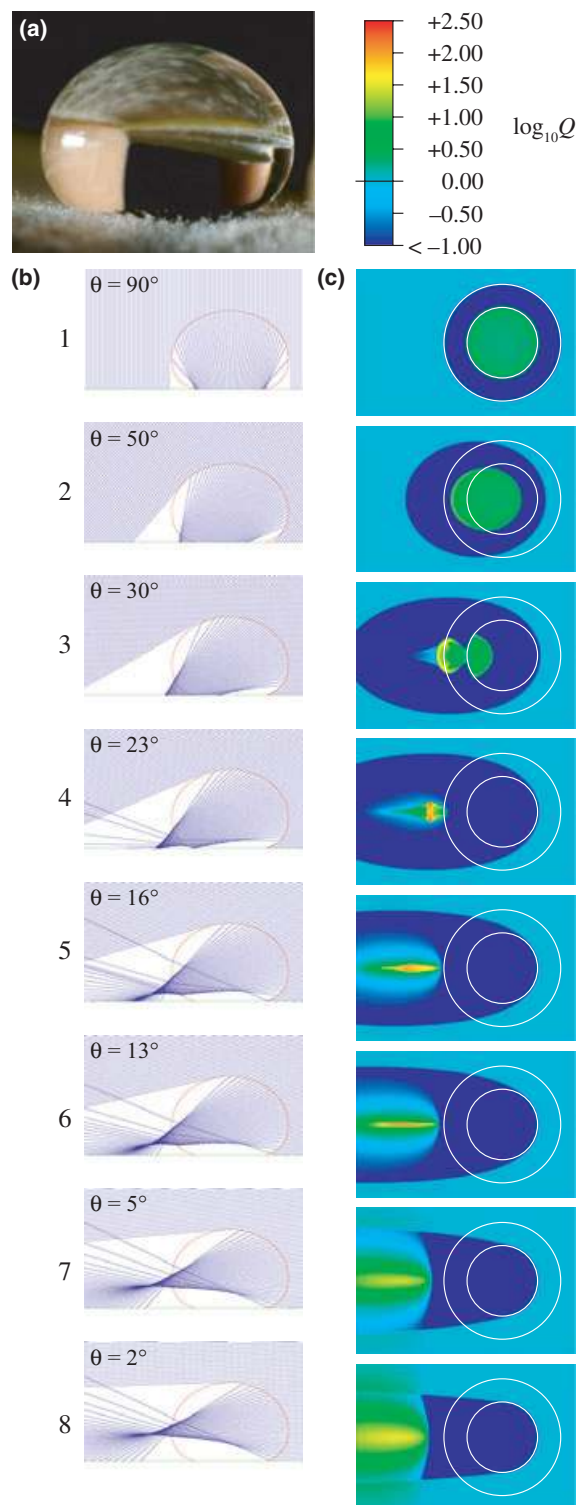 (a)
+2.50
+2.00
+1.50
+1.00
+0.50
0.00
−0.50
< −1.00
log₁₀Q
(b)
(c)
1
θ = 90°
2
θ = 50°
3
θ = 30°
4
θ = 23°
5
θ = 16°
6
θ = 13°
7
θ = 5°
8
θ = 2°